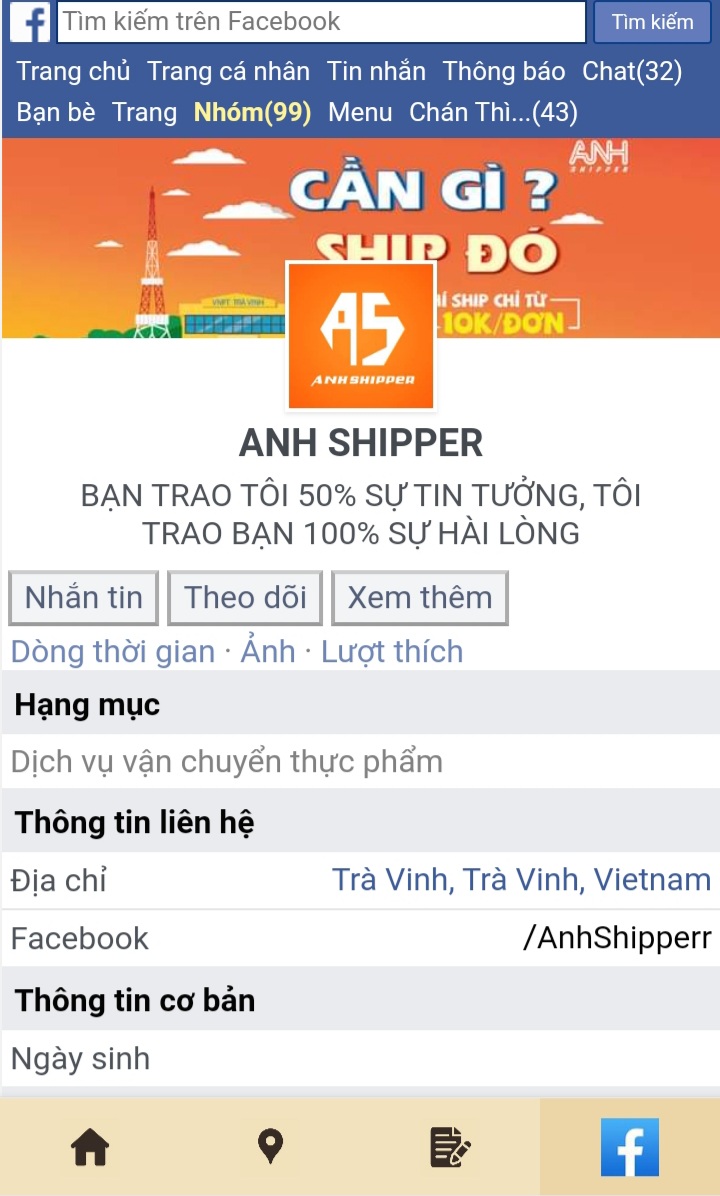 Tìm kiếm trên Facebook
Tìm kiếm
Trang chủ Trang cá nhân Tin nhắn Thông báo Chat(32)
Bạn bè Trang Nhóm(99) Menu Chán Thì...(43)
ANH
SHIPPER
CẦN GÌ ?
SHIP ĐÓ
VNPT TRÀ VINH
SHIP CHỈ TỪ
10K/ĐƠN
AS
ANH SHIPPER
ANH SHIPPER
BẠN TRAO TÔI 50% SỰ TIN TƯỞNG, TÔI
TRAO BẠN 100% SỰ HÀI LÒNG
Nhắn tin Theo dõi Xem thêm
Dòng thời gian · Ảnh · Lượt thích
Hạng mục
Dịch vụ vận chuyển thực phẩm
Thông tin liên hệ
Địa chỉ Trà Vinh, Trà Vinh, Vietnam
Facebook /AnhShipperr
Thông tin cơ bản
Ngày sinh